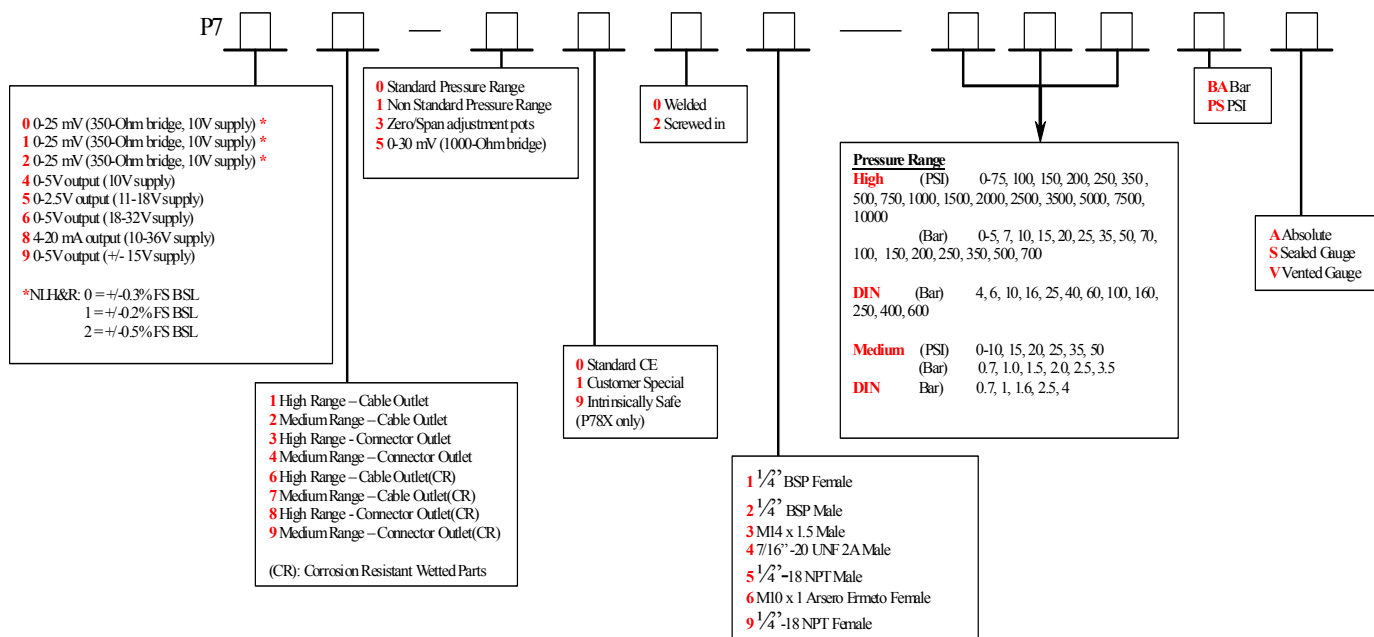 P7
0 0-25 mV (350-Ohm bridge, 10V supply) *
1 0-25 mV (350-Ohm bridge, 10V supply) *
2 0-25 mV (350-Ohm bridge, 10V supply) *
4 0-5V output (10V supply)
5 0-2.5V output (11-18V supply)
6 0-5V output (18-32V supply)
8 4-20 mA output (10-36V supply)
9 0-5V output (+/- 15V supply)
*NLH&R: 0 = +/-0.3% FS BSL
1 = +/-0.2% FS BSL
2 = +/-0.5% FS BSL
1 High Range – Cable Outlet
2 Medium Range – Cable Outlet
3 High Range - Connector Outlet
4 Medium Range – Connector Outlet
6 High Range – Cable Outlet(CR)
7 Medium Range – Cable Outlet(CR)
8 High Range - Connector Outlet(CR)
9 Medium Range – Connector Outlet(CR)
(CR): Corrosion Resistant Wetted Parts
0 Standard Pressure Range
1 Non Standard Pressure Range
3 Zero/Span adjustment pots
5 0-30 mV (1000-Ohm bridge)
0 Standard CE
1 Customer Special
9 Intrinsically Safe
(P78X only)
0 Welded
2 Screwed in
1 ¼” BSP Female
2 ¼” BSP Male
3 M14 x 1.5 Male
4 7/16” -20 UNF 2A Male
5 ¼”-18 NPT Male
6 M10 x 1 Arsero Ermeto Female
9 ¼”-18 NPT Female
Pressure Range
High (PSI) 0-75, 100, 150, 200, 250, 350 ,
500, 750, 1000, 1500, 2000, 2500, 3500, 5000, 7500,
10000
(Bar) 0-5, 7, 10, 15, 20, 25, 35, 50, 70,
100, 150, 200, 250, 350, 500, 700
DIN (Bar) 4, 6, 10, 16, 25, 40, 60, 100, 160,
250, 400, 600
Medium (PSI) 0-10, 15, 20, 25, 35, 50
(Bar) 0.7, 1.0, 1.5, 2.0, 2.5, 3.5
DIN Bar) 0.7, 1, 1.6, 2.5, 4
BA Bar
PS PSI
A Absolute
S Sealed Gauge
V Vented Gauge